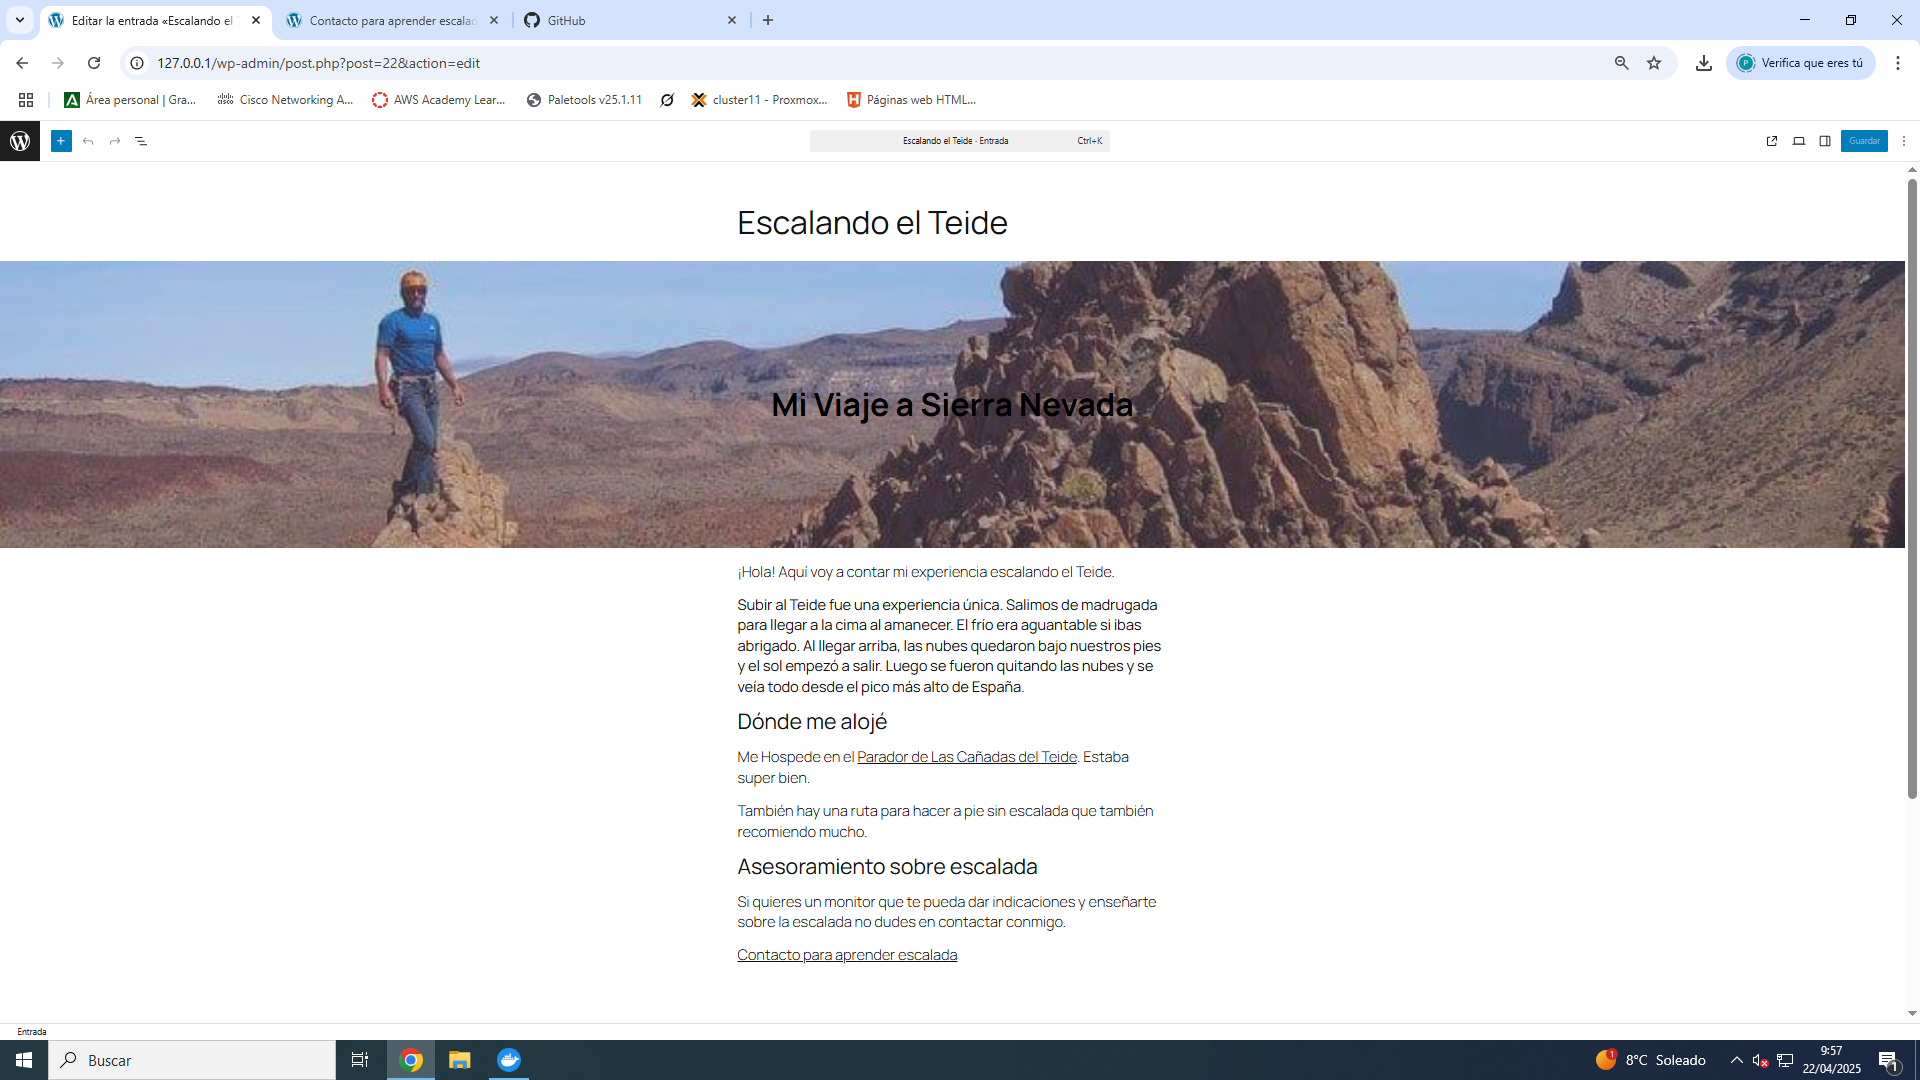 Editar la entrada «Escalando el
Contacto para aprender escalad
GitHub
127.0.0.1/wp-admin/post.php?post=22&action=edit
Verifica que eres tú
Área personal | Gra...
Cisco Networking A...
AWS Academy Lear...
Paletools v25.1.11
cluster11 - Proxmox...
Páginas web HTML...
Escalando el Teide · Entrada
Ctrl+K
Guardar
Escalando el Teide
Mi Viaje a Sierra Nevada
¡Hola! Aquí voy a contar mi experiencia escalando el Teide.
Subir al Teide fue una experiencia única. Salimos de madrugada
para llegar a la cima al amanecer. El frío era aguantable si ibas
abrigado. Al llegar arriba, las nubes quedaron bajo nuestros pies
y el sol empezó a salir. Luego se fueron quitando las nubes y se
veía todo desde el pico más alto de España.
Dónde me alojé
Me Hospede en el Parador de Las Cañadas del Teide. Estaba
super bien.
También hay una ruta para hacer a pie sin escalada que también
recomiendo mucho.
Asesoramiento sobre escalada
Si quieres un monitor que te pueda dar indicaciones y enseñarte
sobre la escalada no dudes en contactar conmigo.
Contacto para aprender escalada
Entrada
Buscar
1
8°C Soleado
9:57
22/04/2025
1